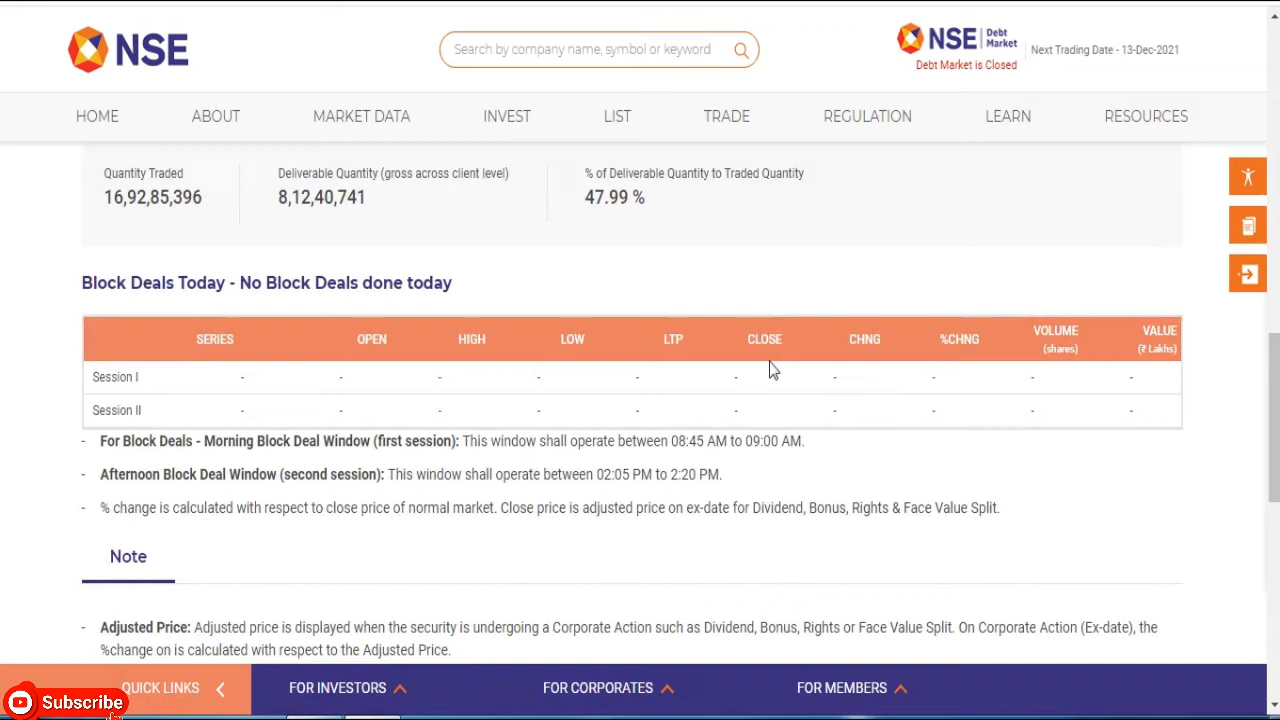 NSE
Search by company name, symbol or keyword
NSE Debt Market
Debt Market is Closed
Next Trading Date - 13-Dec-2021
HOME ABOUT MARKET DATA INVEST LIST TRADE REGULATION LEARN RESOURCES
Quantity Traded Deliverable Quantity (gross across client level) % of Deliverable Quantity to Traded Quantity
16,92,85,396 8,12,40,741 47.99 %
Block Deals Today - No Block Deals done today
SERIES OPEN HIGH LOW LTP CLOSE CHNG %CHNG VOLUME (shares) VALUE (₹ Lakhs)
Session I - - - - - - - - - -
Session II - - - - - - - - - -
- For Block Deals - Morning Block Deal Window (first session): This window shall operate between 08:45 AM to 09:00 AM.
- Afternoon Block Deal Window (second session): This window shall operate between 02:05 PM to 2:20 PM.
- % change is calculated with respect to close price of normal market. Close price is adjusted price on ex-date for Dividend, Bonus, Rights & Face Value Split.
Note
- Adjusted Price: Adjusted price is displayed when the security is undergoing a Corporate Action such as Dividend, Bonus, Rights or Face Value Split. On Corporate Action (Ex-date), the
%change on is calculated with respect to the Adjusted Price.
QUICK LINKS FOR INVESTORS FOR CORPORATES FOR MEMBERS
Subscribe